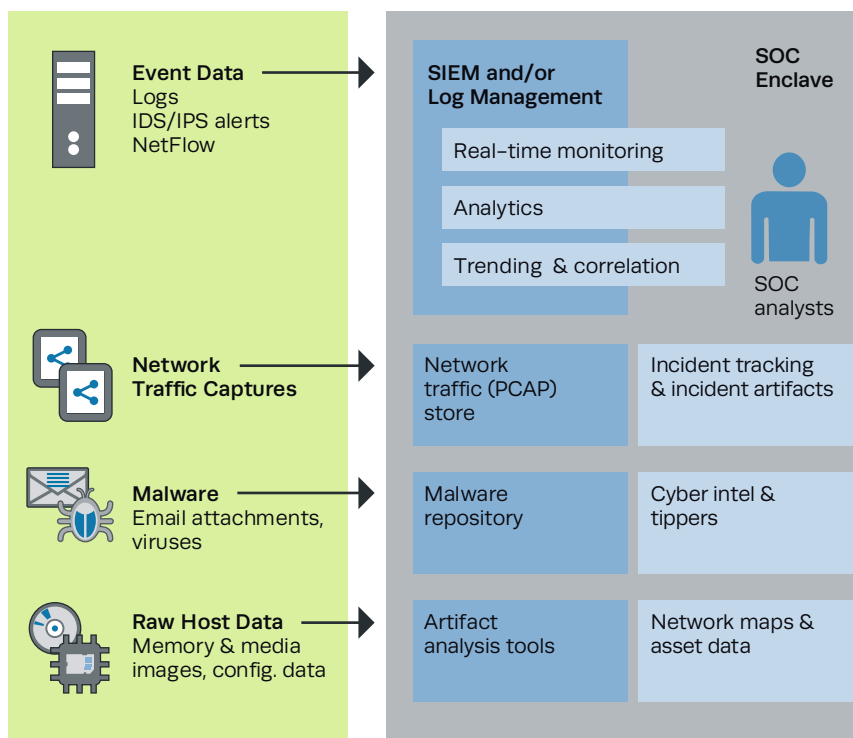 Event Data
Logs
IDS/IPS alerts
NetFlow
SIEM and/or
Log Management
SOC
Enclave
Real-time monitoring
Analytics
Trending & correlation
SOC
analysts
Network
Traffic Captures
Network
traffic (PCAP)
store
Incident tracking
& incident artifacts
Malware
Email attachments,
viruses
Malware
repository
Cyber intel &
tippers
Raw Host Data
Memory & media
images, config. data
Artifact
analysis tools
Network maps &
asset data